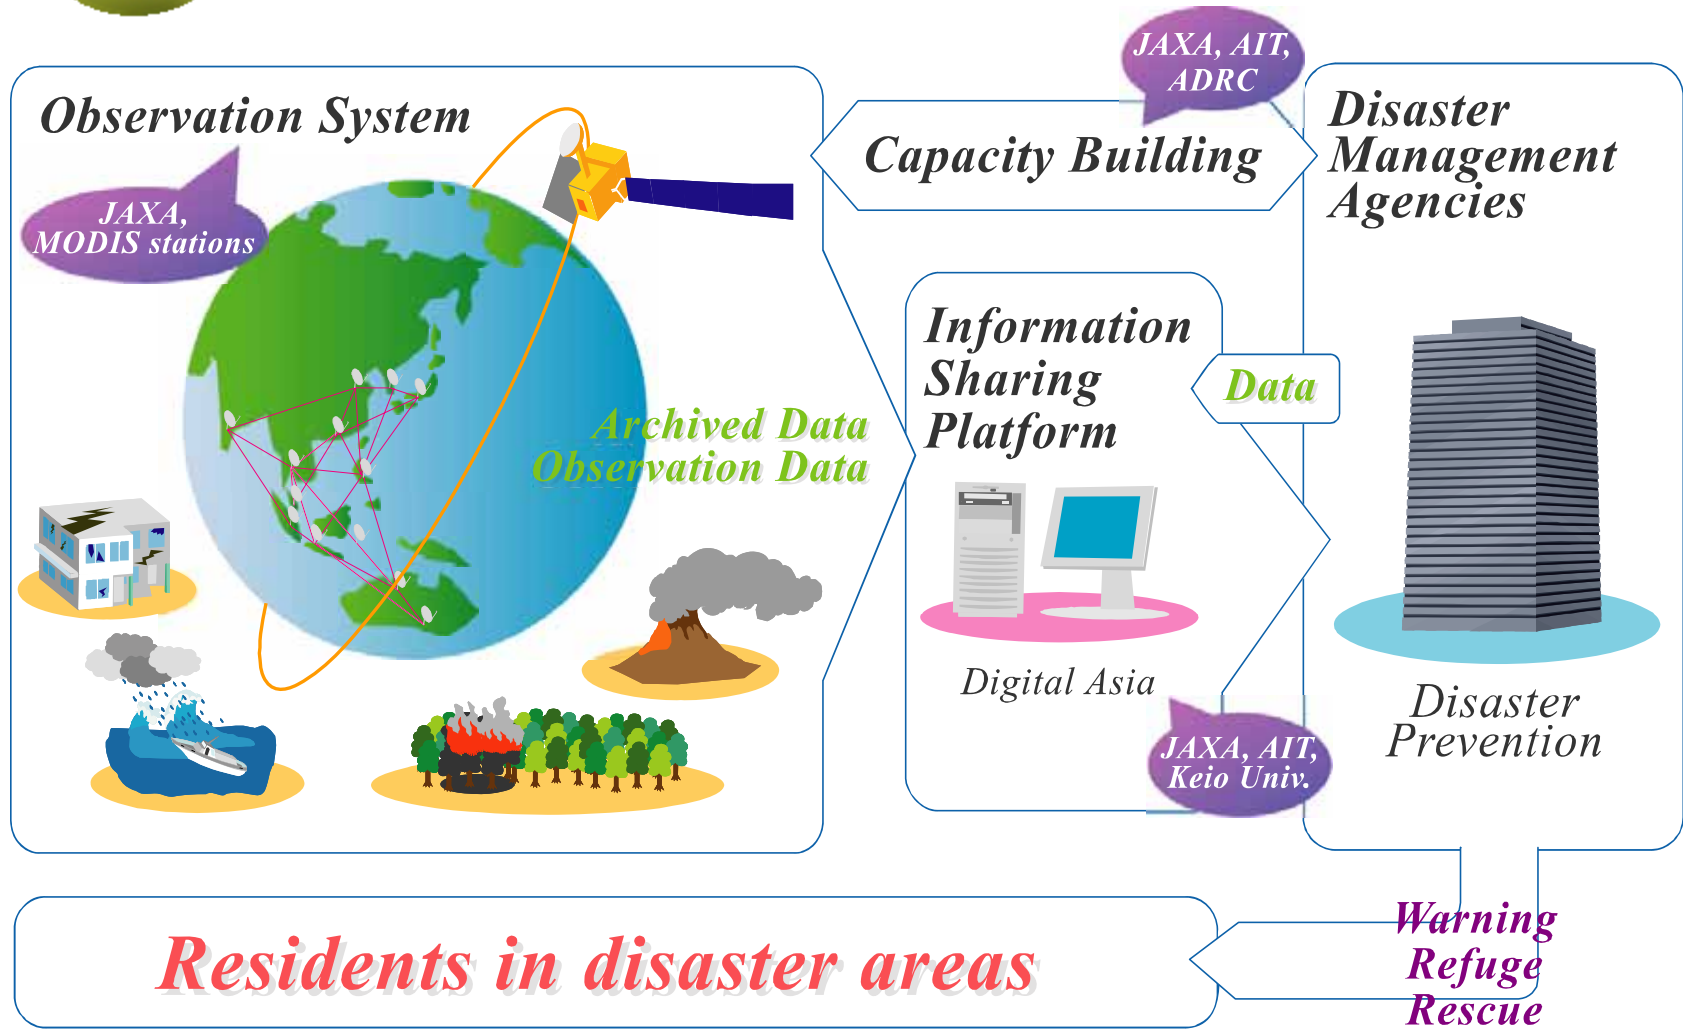 Observation System
JAXA,
MODIS stations
Archived Data
Observation Data
JAXA, AIT,
ADRC
Capacity Building
Information
Sharing
Platform
Data
Digital Asia
JAXA, AIT,
Keio Univ.
Disaster
Management
Agencies
Disaster
Prevention
Warning
Refuge
Rescue
Residents in disaster areas